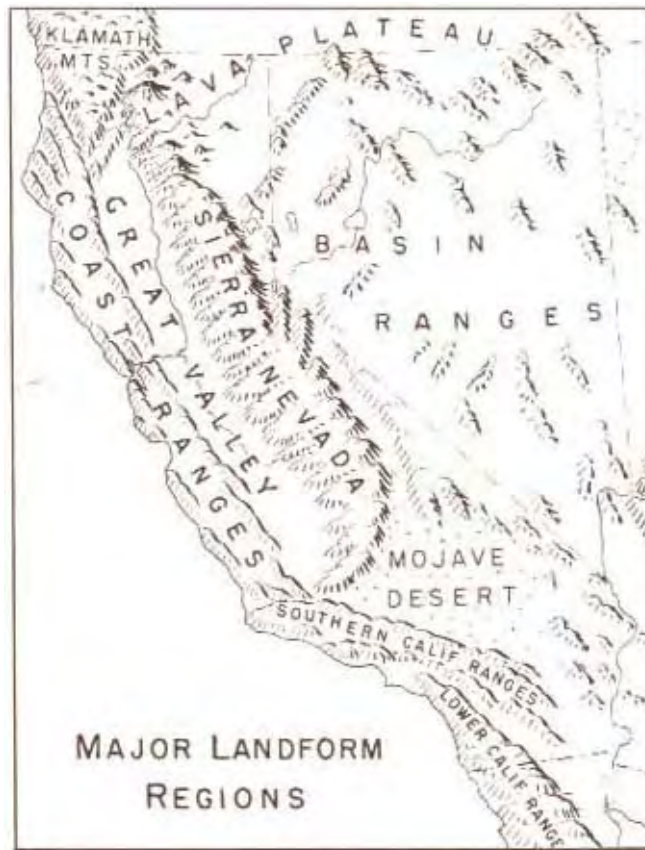 KLAMATH
MTS.
LAVA PLATEAU
COAST RANGES
GREAT VALLEY
SIERRA NEVADA
BASIN
RANGES
MOJAVE
DESERT
SOUTHERN CALIF RANGES
LOWER CALIF RANGE
MAJOR LANDFORM
REGIONS